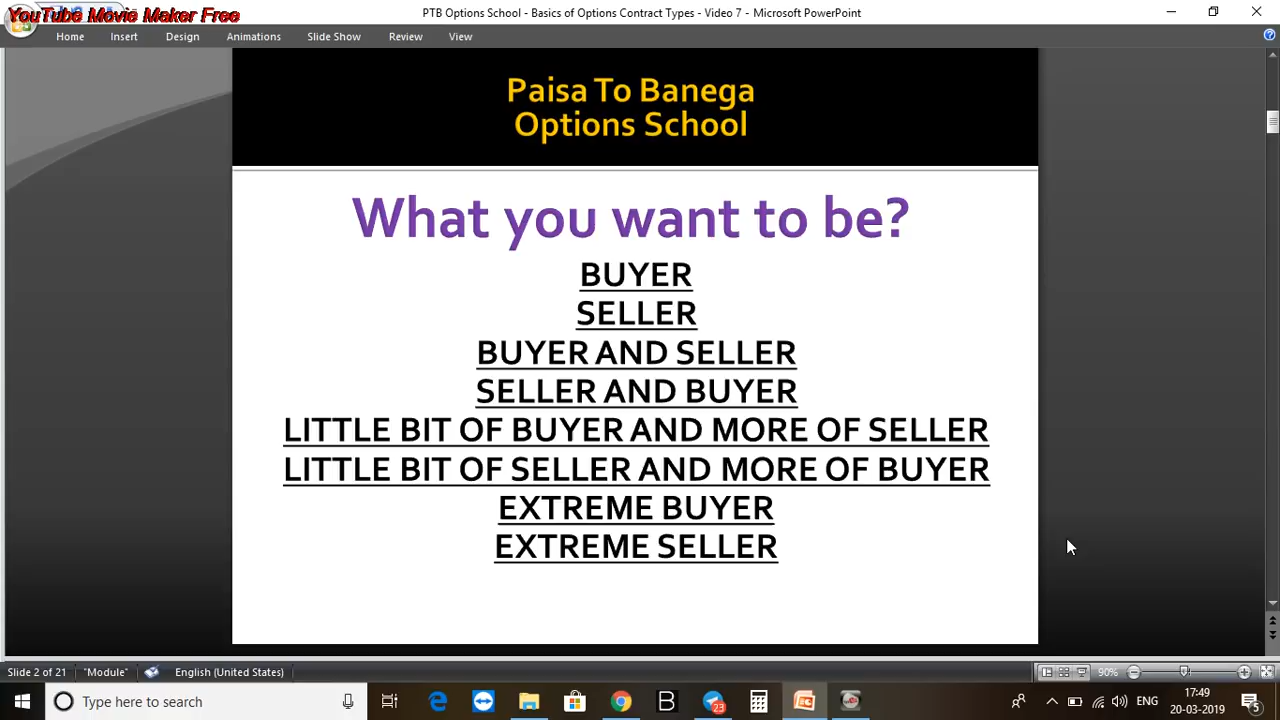 YouTube Movie Maker Free
PTB Options School - Basics of Options Contract Types - Video 7 - Microsoft PowerPoint
Home Insert Design Animations Slide Show Review View
Paisa To Banega
Options School
What you want to be?
BUYER
SELLER
BUYER AND SELLER
SELLER AND BUYER
LITTLE BIT OF BUYER AND MORE OF SELLER
LITTLE BIT OF SELLER AND MORE OF BUYER
EXTREME BUYER
EXTREME SELLER
Slide 2 of 21 "Module" English (United States) 90%
Type here to search 23 ENG 17:49
20-03-2019 5